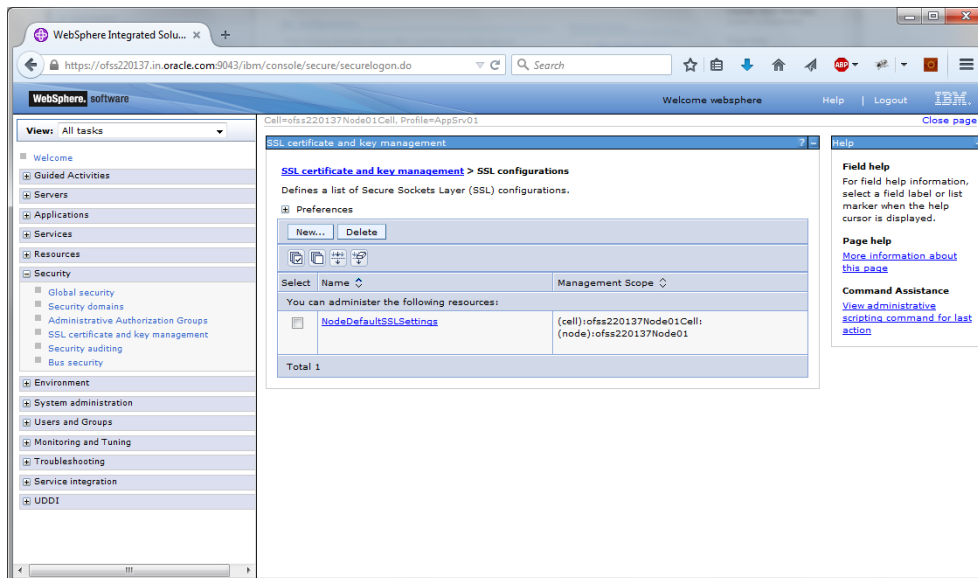 WebSphere Integrated Solu...
https://ofss220137.in.oracle.com:9043/ibm/console/secure/securelogon.do
Search
ABP
WebSphere. software
Welcome websphere
Help | Logout
IBM.
View: All tasks
Cell=ofss220137Node01Cell, Profile=AppSrv01
Close page
Welcome
Guided Activities
Servers
Applications
Services
Resources
Security
Global security
Security domains
Administrative Authorization Groups
SSL certificate and key management
Security auditing
Bus security
Environment
System administration
Users and Groups
Monitoring and Tuning
Troubleshooting
Service integration
UDDI
SSL certificate and key management
? -
SSL certificate and key management > SSL configurations
Defines a list of Secure Sockets Layer (SSL) configurations.
Preferences
New... Delete
Select Name Management Scope
You can administer the following resources:
NodeDefaultSSLSettings
(cell):ofss220137Node01Cell:
(node):ofss220137Node01
Total 1
Help
Field help
For field help information,
select a field label or list
marker when the help
cursor is displayed.
Page help
More information about
this page
Command Assistance
View administrative
scripting command for last
action